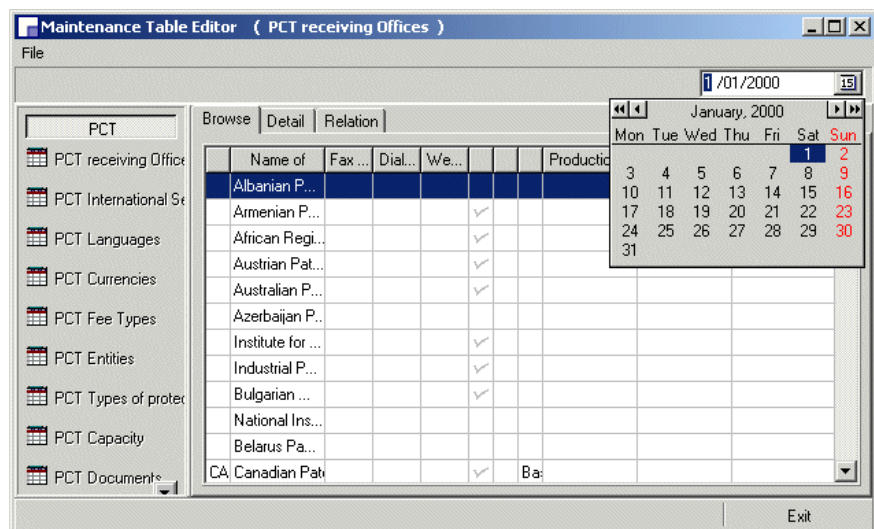 Maintenance Table Editor ( PCT receiving Offices )
File
1 /01/2000 15
January, 2000
Mon Tue Wed Thu Fri Sat Sun
1 2
3 4 5 6 7 8 9
10 11 12 13 14 15 16
17 18 19 20 21 22 23
24 25 26 27 28 29 30
31
PCT
PCT receiving Office
PCT International Se
PCT Languages
PCT Currencies
PCT Fee Types
PCT Entities
PCT Types of protec
PCT Capacity
PCT Documents
Browse Detail Relation
Name of Fax ... Dial... We... Productio
Albanian P...
Armenian P...
African Regi...
Austrian Pat...
Australian P...
Azerbaijan P...
Institute for ...
Industrial P...
Bulgarian ...
National Ins...
Belarus Pa...
CA Canadian Pat Ba
Exit